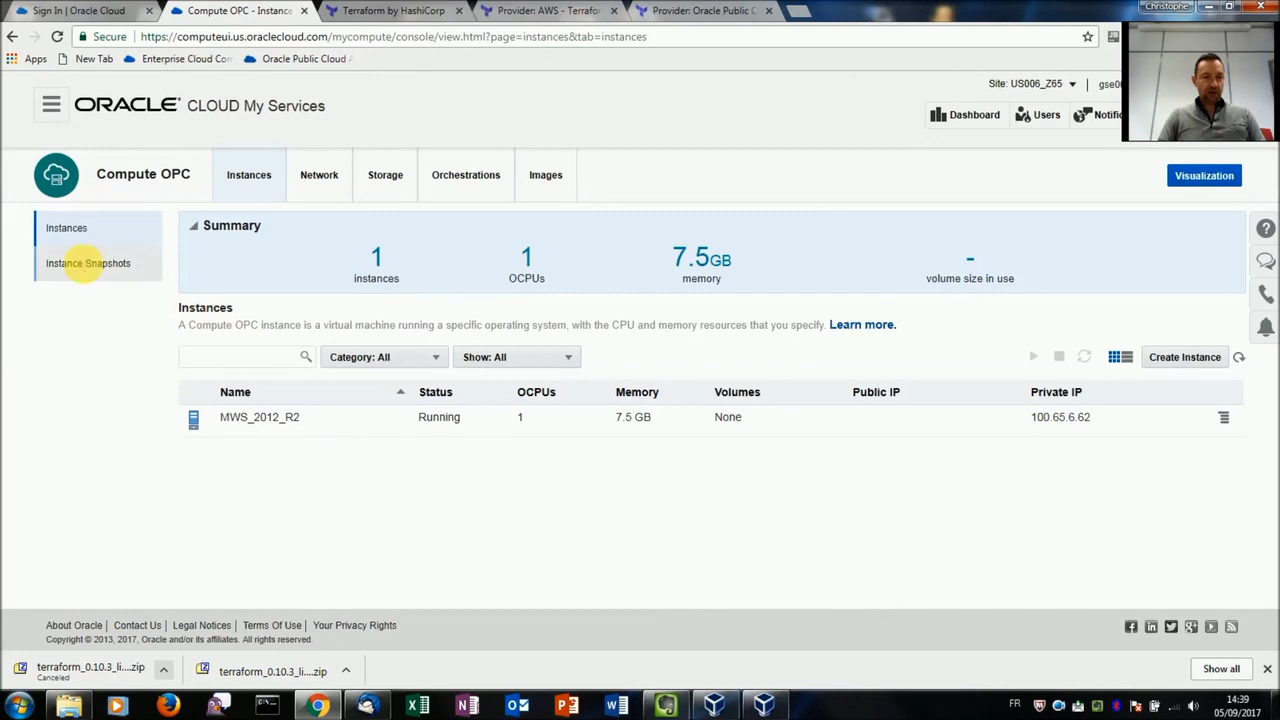 Sign In | Oracle Cloud
Compute OPC - Instance
Terraform by HashiCorp
Provider: AWS - Terrafor
Provider: Oracle Public C
Christophe
Secure
https://computeui.us.oraclecloud.com/mycompute/console/view.html?page=instances&tab=instances
Apps
New Tab
Enterprise Cloud Con
Oracle Public Cloud A
Site: US006_Z65
ORACLE CLOUD My Services
Dashboard
Users
Notific
Compute OPC
Instances
Network
Storage
Orchestrations
Images
Visualization
Instances
Instance Snapshots
Summary
1
instances
1
OCPUs
7.5GB
memory
-
volume size in use
Instances
A Compute OPC instance is a virtual machine running a specific operating system, with the CPU and memory resources that you specify. Learn more.
Category: All
Show: All
Create Instance
Name Status OCPUs Memory Volumes Public IP Private IP
MWS_2012_R2 Running 1 7.5 GB None 100.65.6.62
About Oracle | Contact Us | Legal Notices | Terms Of Use | Your Privacy Rights
Copyright © 2013, 2017, Oracle and/or its affiliates. All rights reserved.
terraform_0.10.3_li....zip
Canceled
terraform_0.10.3_li....zip
Show all
FR
14:39
05/09/2017